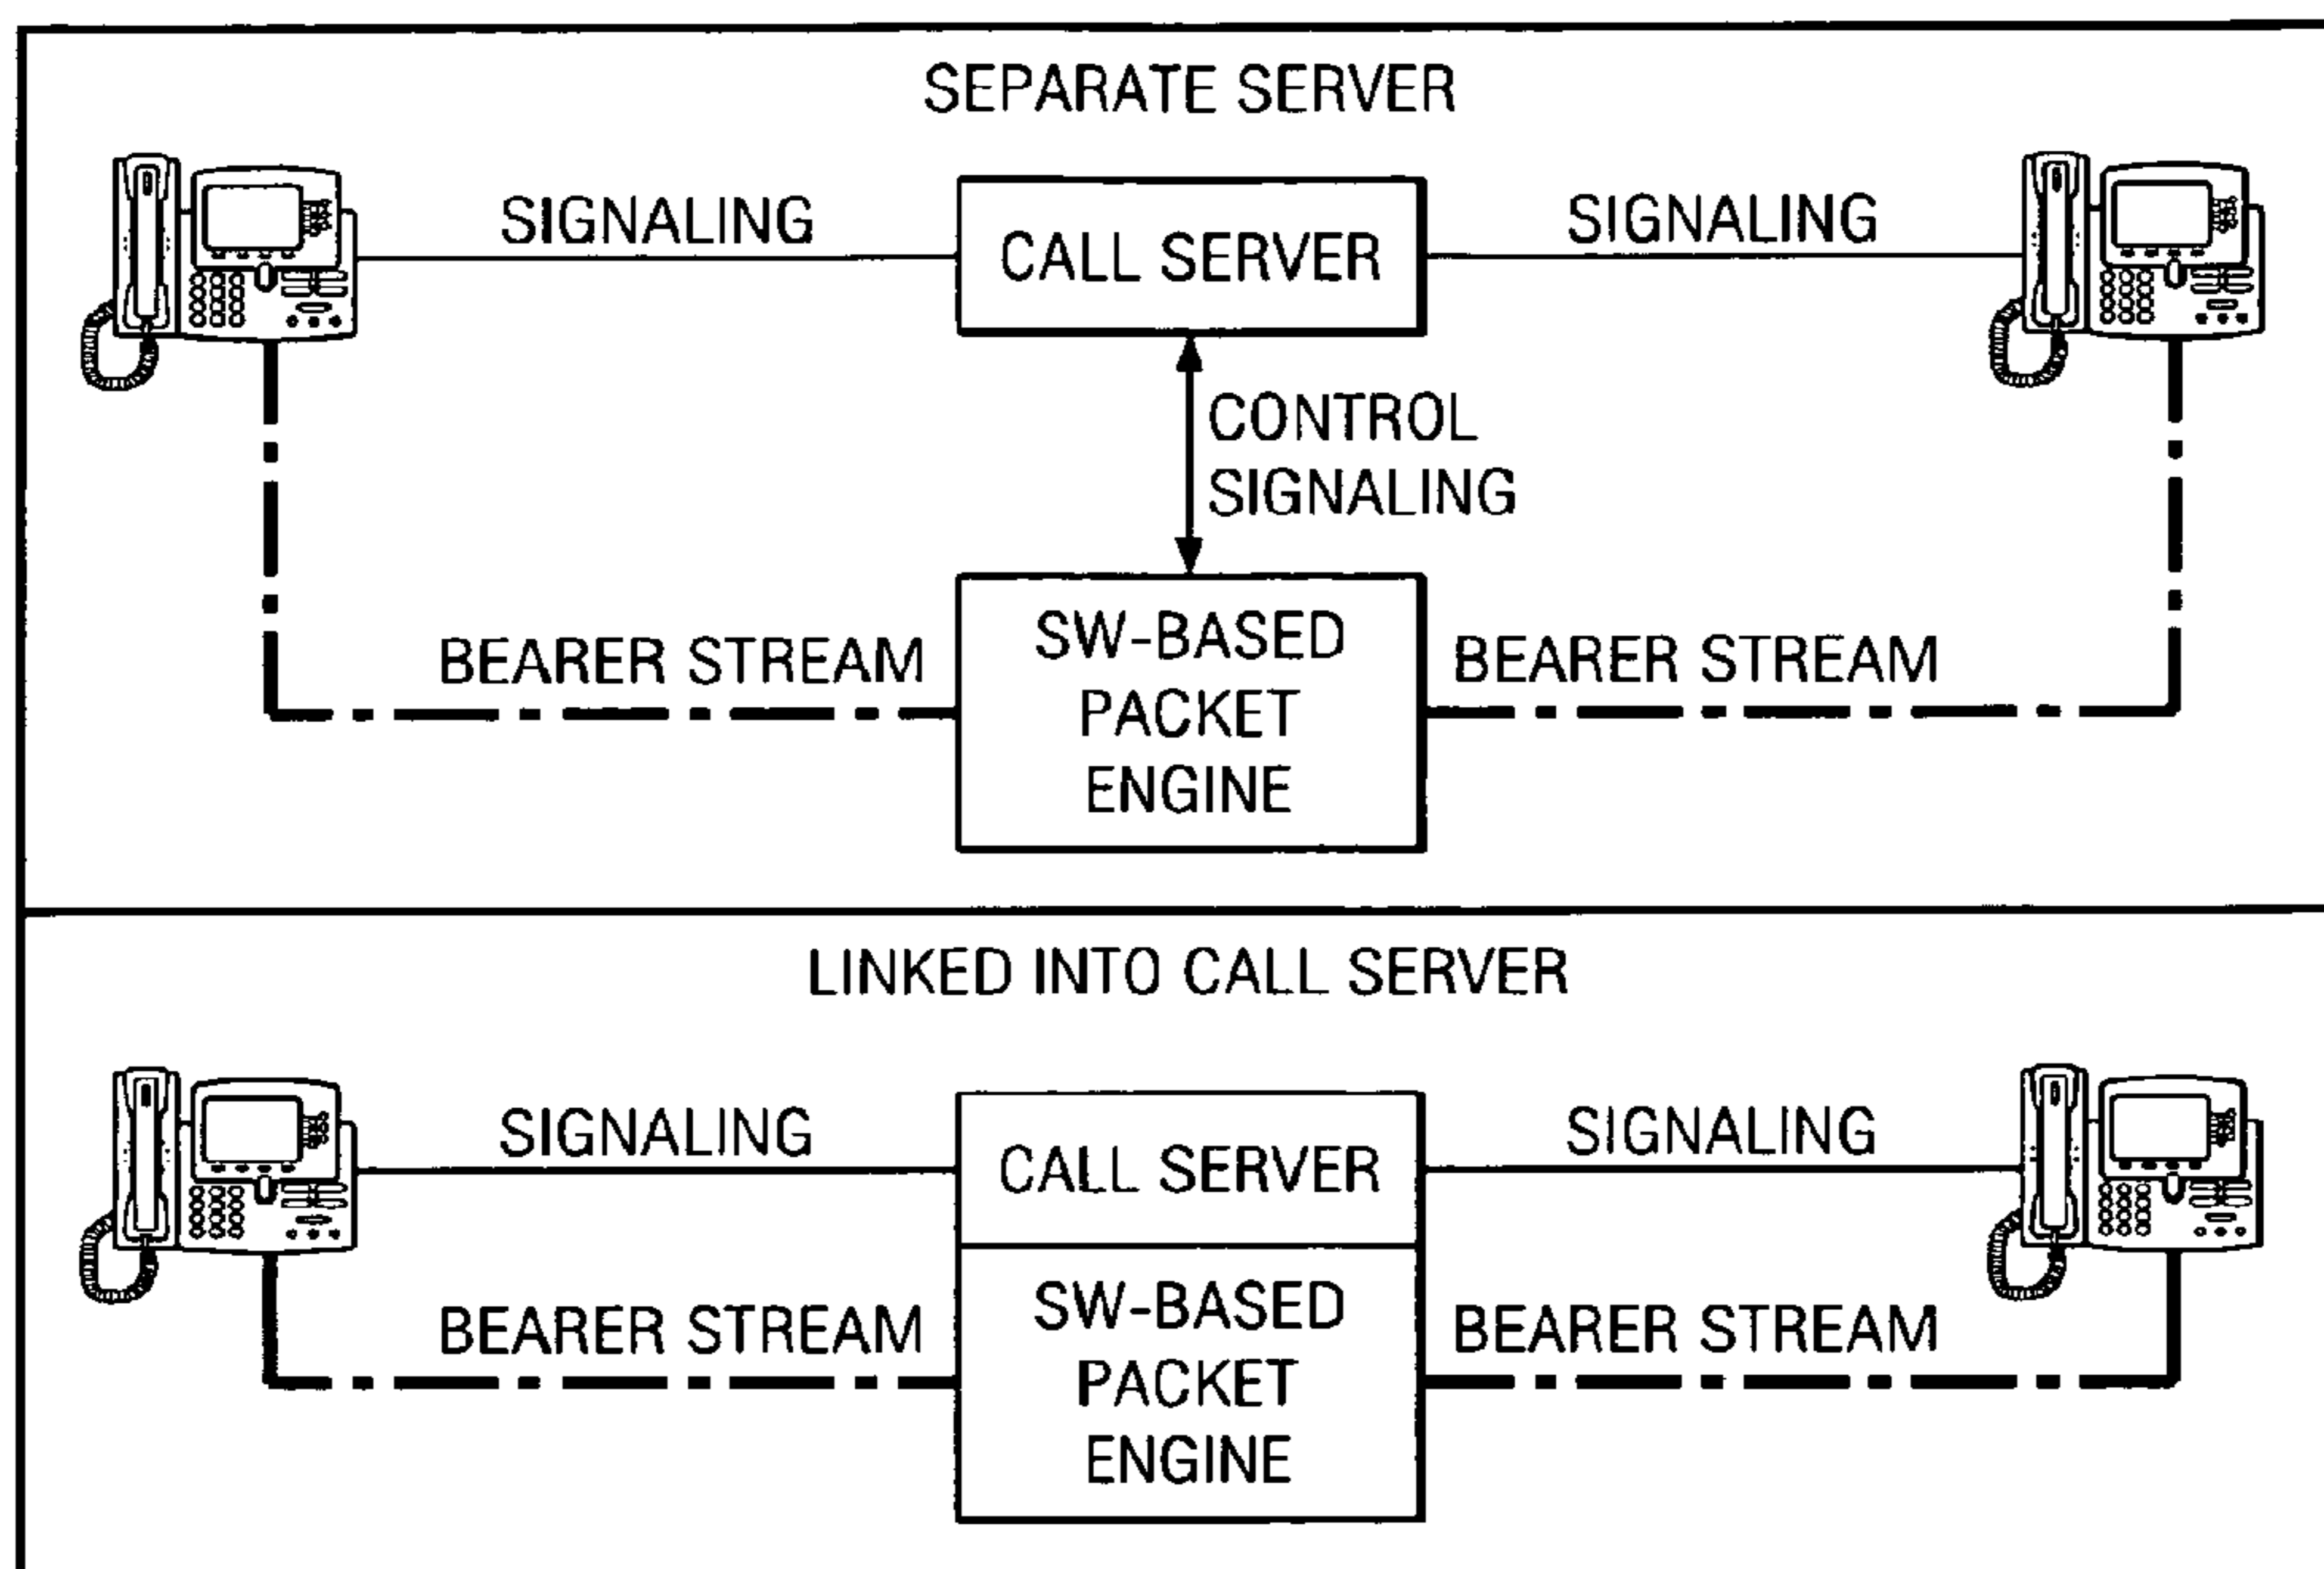 SEPARATE SERVER
SIGNALING
CALL SERVER
SIGNALING
CONTROL
SIGNALING
BEARER STREAM
SW-BASED
PACKET
ENGINE
BEARER STREAM
LINKED INTO CALL SERVER
SIGNALING
CALL SERVER
SIGNALING
BEARER STREAM
SW-BASED
PACKET
ENGINE
BEARER STREAM